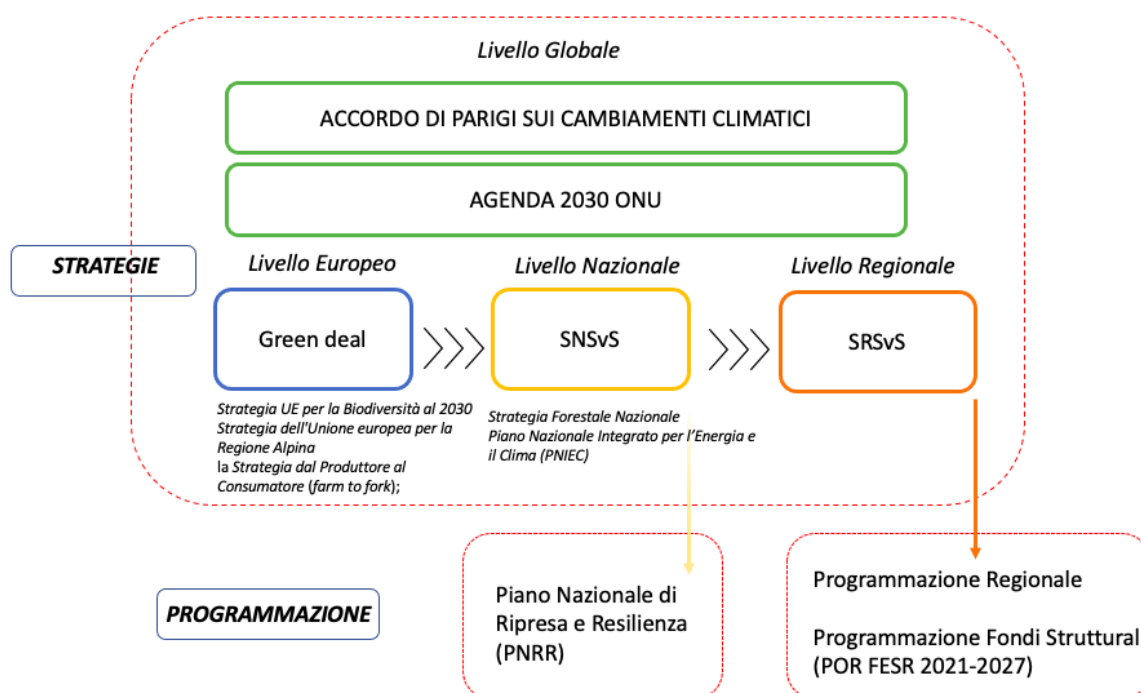 Livello Globale
ACCORDO DI PARIGI SUI CAMBIAMENTI CLIMATICI
AGENDA 2030 ONU
STRATEGIE
Livello Europeo
Livello Nazionale
Livello Regionale
Green deal
SNSvS
SRSvS
Strategia UE per la Biodiversità al 2030
Strategia dell'Unione europea per la
Regione Alpina
la Strategia dal Produttore al
Consumatore (farm to fork);
Strategia Forestale Nazionale
Piano Nazionale Integrato per l'Energia e
il Clima (PNIEC)
PROGRAMMAZIONE
Piano Nazionale di
Ripresa e Resilienza
(PNRR)
Programmazione Regionale
Programmazione Fondi Struttural
(POR FESR 2021-2027)